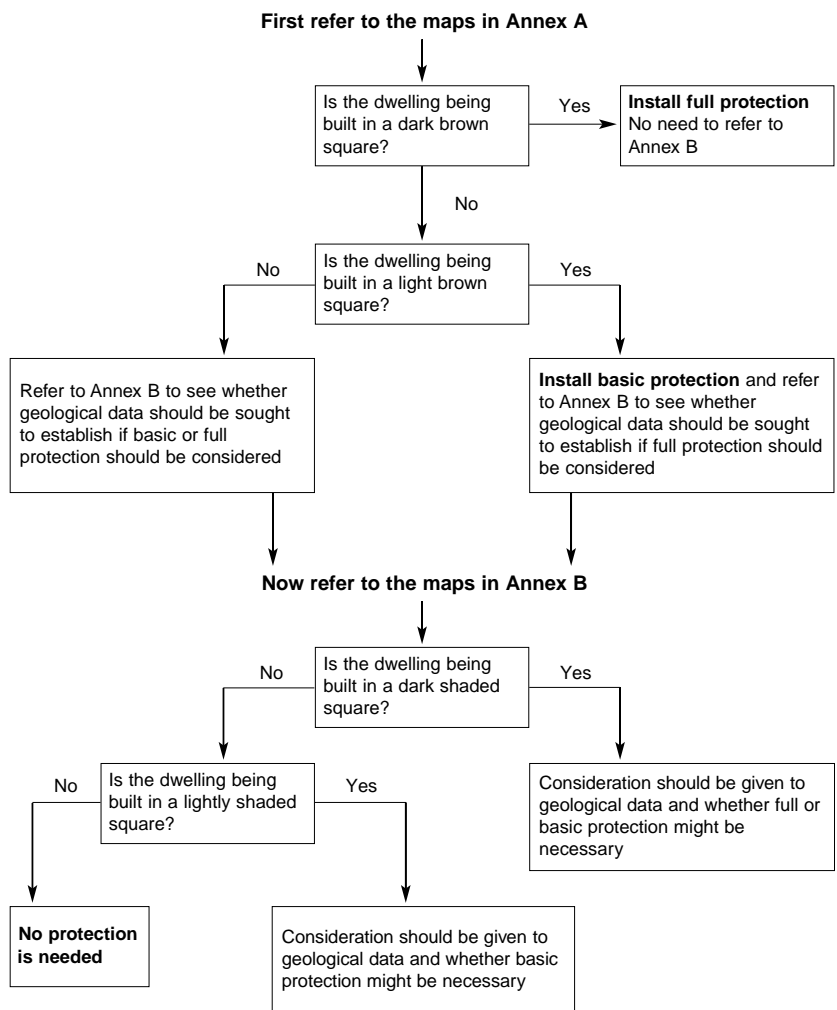 First refer to the maps in Annex A
Is the dwelling being
built in a dark brown
square?
Yes
Install full protection
No need to refer to
Annex B
No
Is the dwelling being
built in a light brown
square?
No
Yes
Refer to Annex B to see whether
geological data should be sought
to establish if basic or full
protection should be considered
Install basic protection and refer
to Annex B to see whether
geological data should be sought
to establish if full protection should
be considered
Now refer to the maps in Annex B
Is the dwelling being
built in a dark shaded
square?
No
Yes
Is the dwelling being
built in a lightly shaded
square?
No
Yes
Consideration should be given to
geological data and whether full or
basic protection might be
necessary
No protection
is needed
Consideration should be given to
geological data and whether basic
protection might be necessary